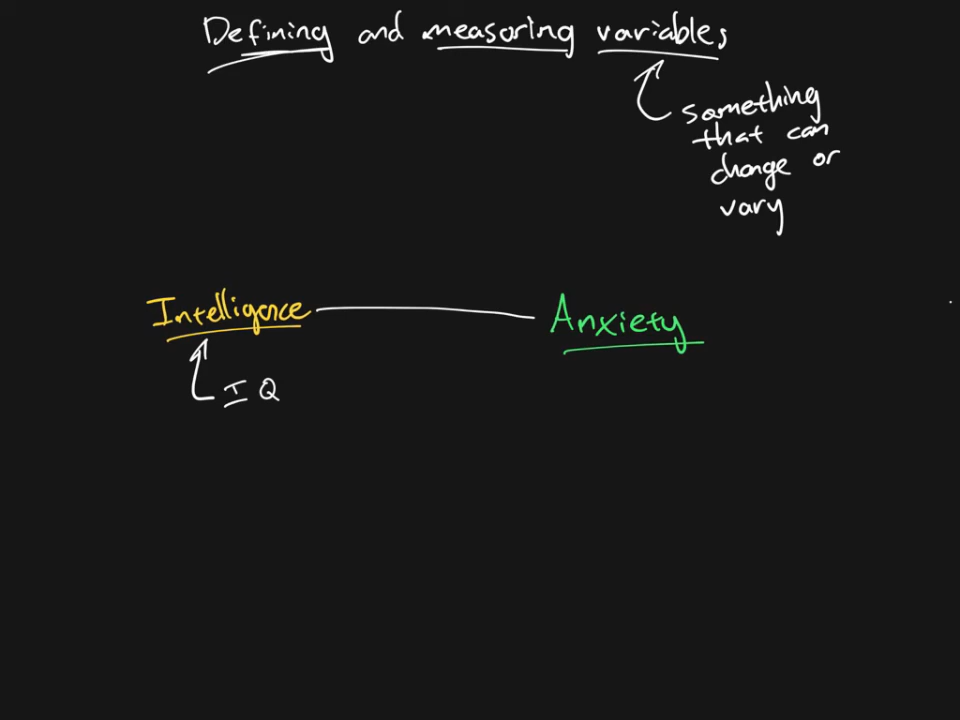 Defining and measuring variables
something
that can
change or
vary
Intelligence
Anxiety
IQ